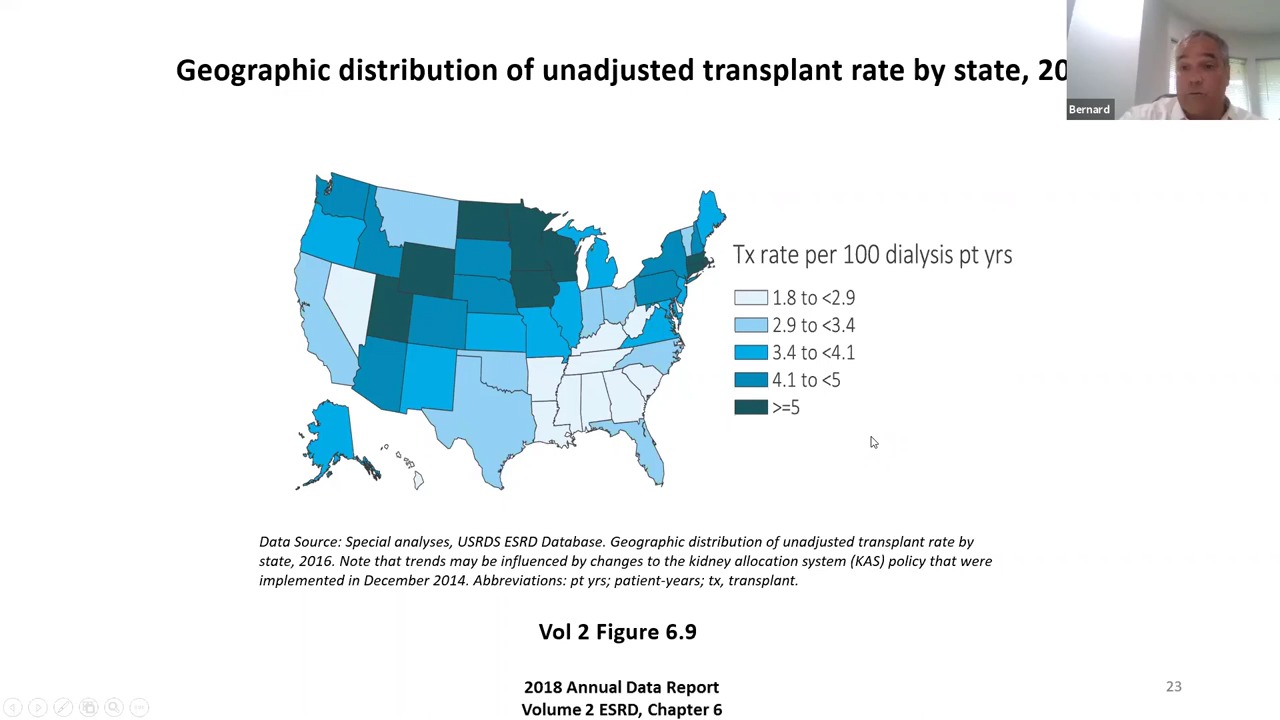 Geographic distribution of unadjusted transplant rate by state, 20
Bernard
Tx rate per 100 dialysis pt yrs
1.8 to <2.9
2.9 to <3.4
3.4 to <4.1
4.1 to <5
>=5
Data Source: Special analyses, USRDS ESRD Database. Geographic distribution of unadjusted transplant rate by
state, 2016. Note that trends may be influenced by changes to the kidney allocation system (KAS) policy that were
implemented in December 2014. Abbreviations: pt yrs; patient-years; tx, transplant.
Vol 2 Figure 6.9
2018 Annual Data Report
Volume 2 ESRD, Chapter 6
23